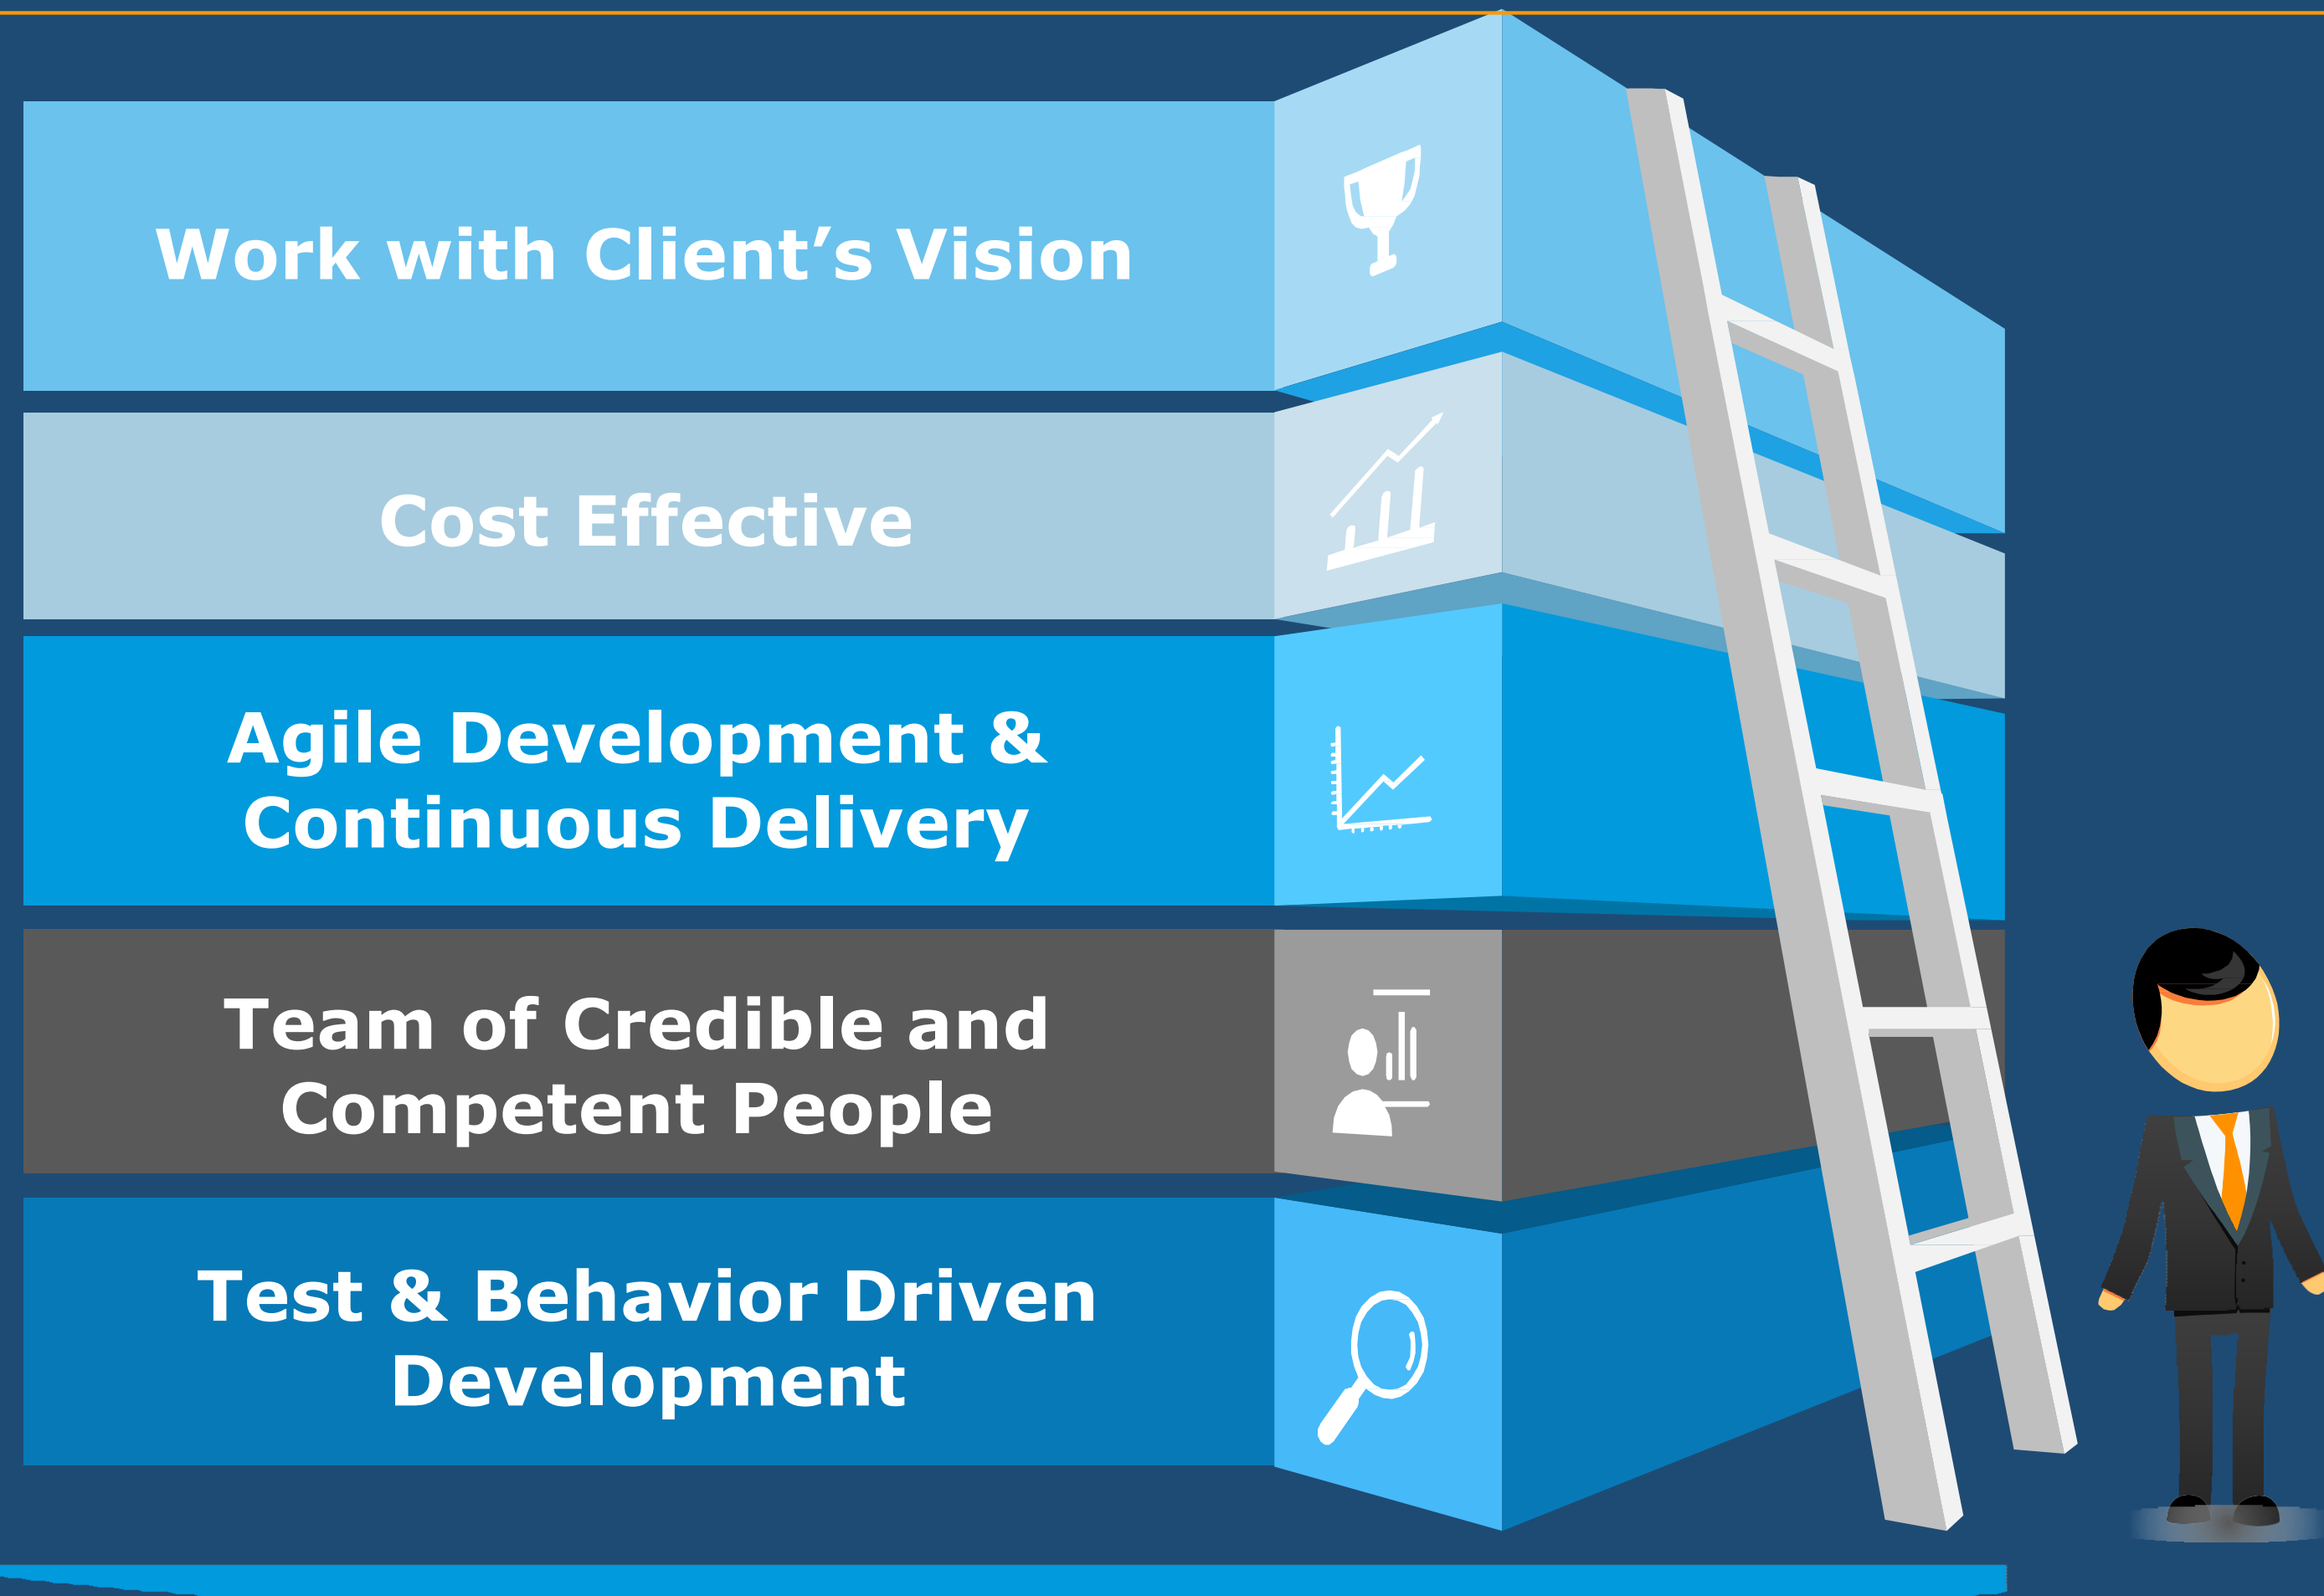 Work with Client’s Vision
Cost Effective
Agile Development &
Continuous Delivery
Team of Credible and
Competent People
Test & Behavior Driven
Development